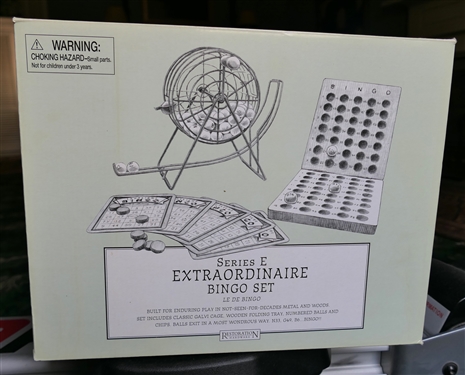 WARNING:
CHOKING HAZARD-Small parts.
Not for children under 3 years.
B I N G O
SERIES E
EXTRAORDINAIRE
BINGO SET
LE DE BINGO
BUILT FOR ENDURING PLAY IN NOT-SEEN-FOR-DECADES METAL AND WOODS
SET INCLUDES CLASSIC GALVI CAGE, WOODEN FOLDING TRAY, NUMBERED BALLS AND
CHIPS. BALLS EXIT IN A MOST WONDROUS WAY.
RESTORATION
HARDWARE